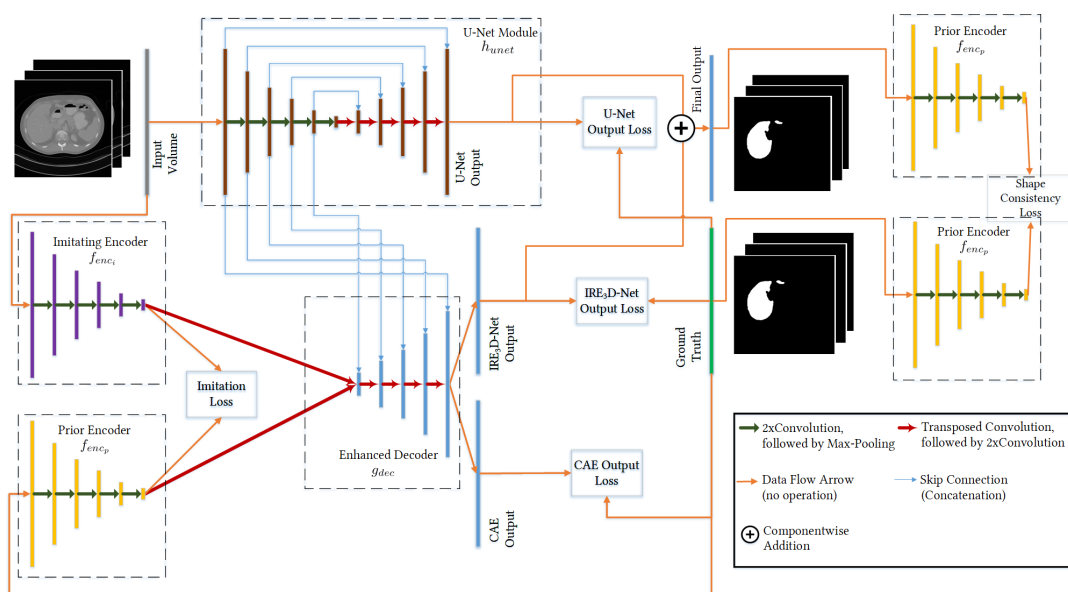 U-Net Module
h_unet
Input
Volume
U-Net
Output
U-Net
Output Loss
Final Output
Prior Encoder
f_enc_p
Shape
Consistency
Loss
Imitating Encoder
f_enc_i
Prior Encoder
f_enc_p
IRE₃D-Net
Output
IRE₃D-Net
Output Loss
Ground
Truth
Imitation
Loss
Prior Encoder
f_enc_p
Enhanced Decoder
g_dec
CAE
Output
CAE Output
Loss
2xConvolution,
followed by Max-Pooling
Transposed Convolution,
followed by 2xConvolution
Data Flow Arrow
(no operation)
Skip Connection
(Concatenation)
Componentwise
Addition